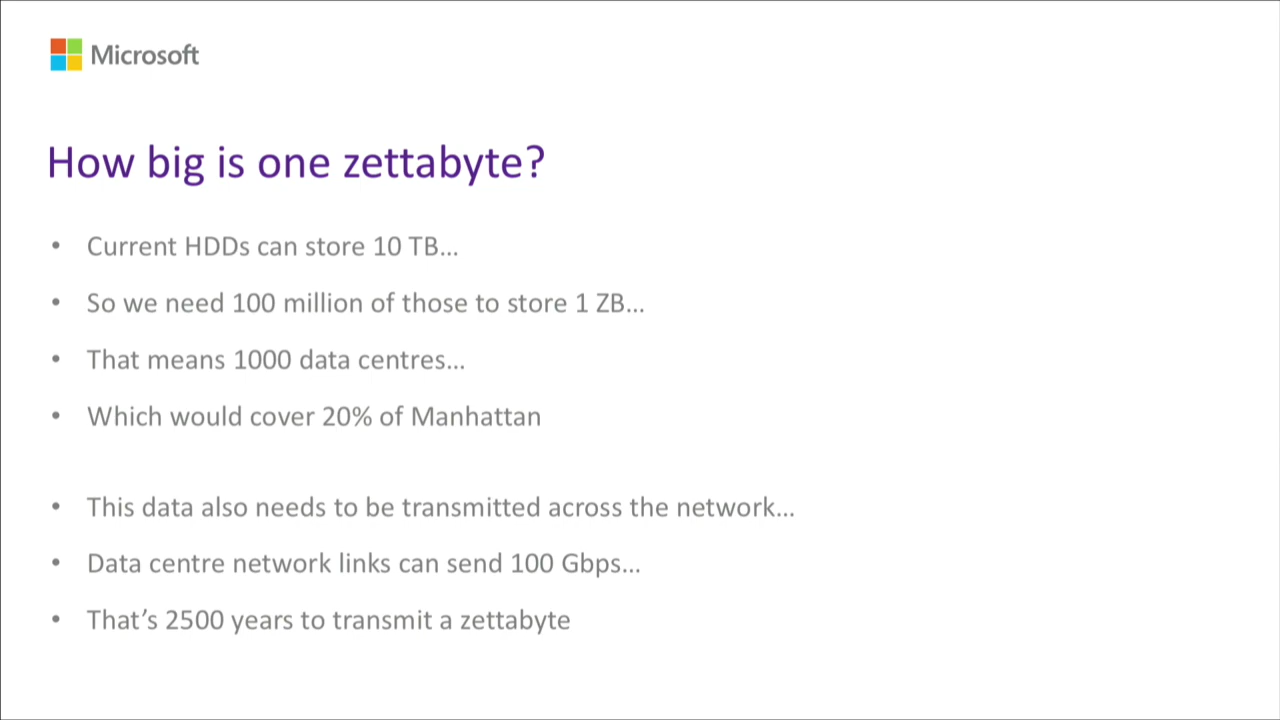 Microsoft
How big is one zettabyte?
• Current HDDs can store 10 TB...
• So we need 100 million of those to store 1 ZB...
• That means 1000 data centres...
• Which would cover 20% of Manhattan
• This data also needs to be transmitted across the network...
• Data centre network links can send 100 Gbps...
• That’s 2500 years to transmit a zettabyte